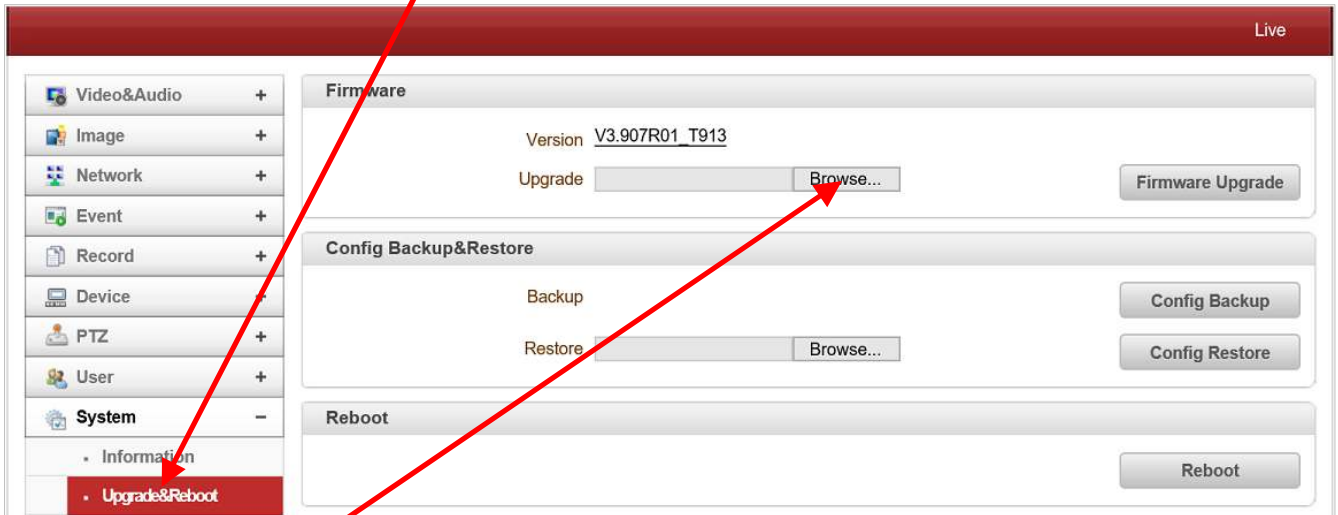 Live
Video&Audio +
Image +
Network +
Event +
Record +
Device +
PTZ +
User +
System −
Information
Upgrade&Reboot
Firmware
Version V3.907R01_T913
Upgrade Browse... Firmware Upgrade
Config Backup&Restore
Backup Config Backup
Restore Browse... Config Restore
Reboot
Reboot